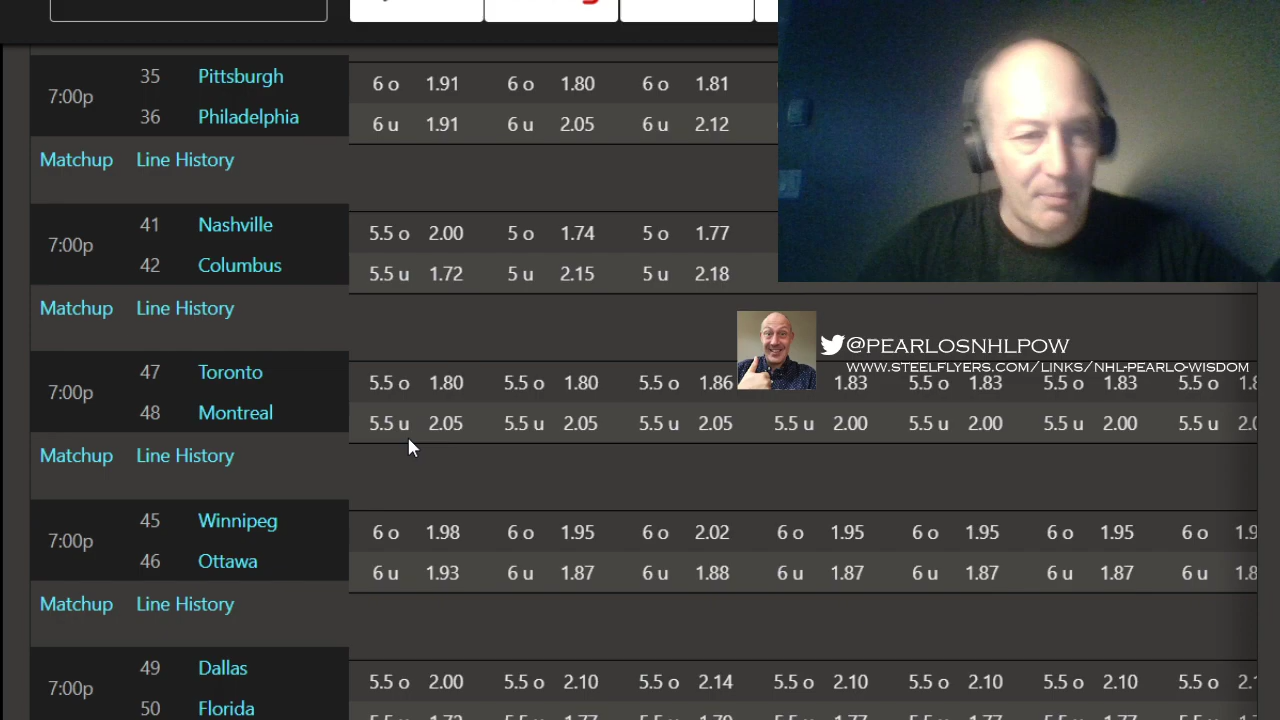 35 Pittsburgh 6 o 1.91 6 o 1.80 6 o 1.81
7:00p
36 Philadelphia 6 u 1.91 6 u 2.05 6 u 2.12
Matchup Line History
41 Nashville 5.5 o 2.00 5 o 1.74 5 o 1.77
7:00p
42 Columbus 5.5 u 1.72 5 u 2.15 5 u 2.18
Matchup Line History
@PEARLOSNHLPOW
WWW.STEELFLYERS.COM/LINKS/NHL-PEARLO-WISDOM
47 Toronto 5.5 o 1.80 5.5 o 1.80 5.5 o 1.86 1.83 5.5 o 1.83 5.5 o 1.83 5.5 o
7:00p
48 Montreal 5.5 u 2.05 5.5 u 2.05 5.5 u 2.05 5.5 u 2.00 5.5 u 2.00 5.5 u 2.00 5.5 u
Matchup Line History
45 Winnipeg 6 o 1.98 6 o 1.95 6 o 2.02 6 o 1.95 6 o 1.95 6 o 1.95 6 o
7:00p
46 Ottawa 6 u 1.93 6 u 1.87 6 u 1.88 6 u 1.87 6 u 1.87 6 u 1.87 6 u
Matchup Line History
49 Dallas 5.5 o 2.00 5.5 o 2.10 5.5 o 2.14 5.5 o 2.10 5.5 o 2.10 5.5 o 2.10 5.5 o
7:00p
50 Florida